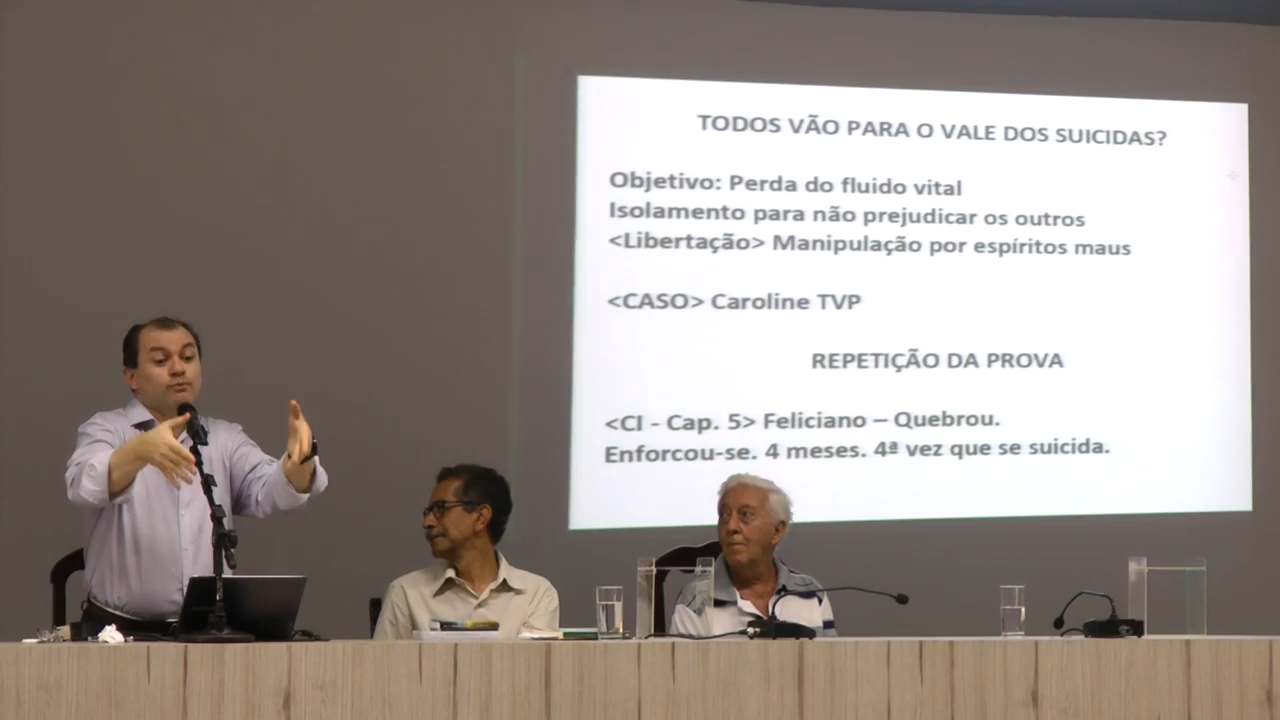 TODOS VÃO PARA O VALE DOS SUICIDAS?
Objetivo: Perda do fluido vital
Isolamento para não prejudicar os outros
<Libertação> Manipulação por espíritos maus
<CASO> Caroline TVP
REPETIÇÃO DA PROVA
<CI - Cap. 5> Feliciano – Quebrou.
Enforcou-se. 4 meses. 4ª vez que se suicida.